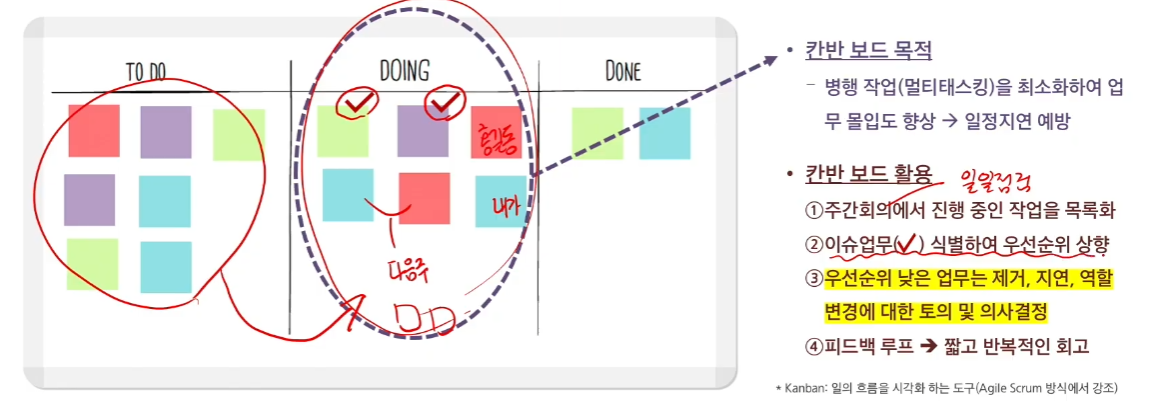 TO DO
DOING
DONE
홍길동
내가
다음주
• 칸반 보드 목적
– 병행 작업(멀티태스킹)을 최소화하여 업
무 몰입도 향상 → 일정지연 예방
• 칸반 보드 활용
일일점검
①주간회의에서 진행 중인 작업을 목록화
②이슈업무(✓) 식별하여 우선순위 상향
③우선순위 낮은 업무는 제거, 지연, 역할
변경에 대한 토의 및 의사결정
④피드백 루프 ➔ 짧고 반복적인 회고
* Kanban: 일의 흐름을 시각화 하는 도구(Agile Scrum 방식에서 강조)